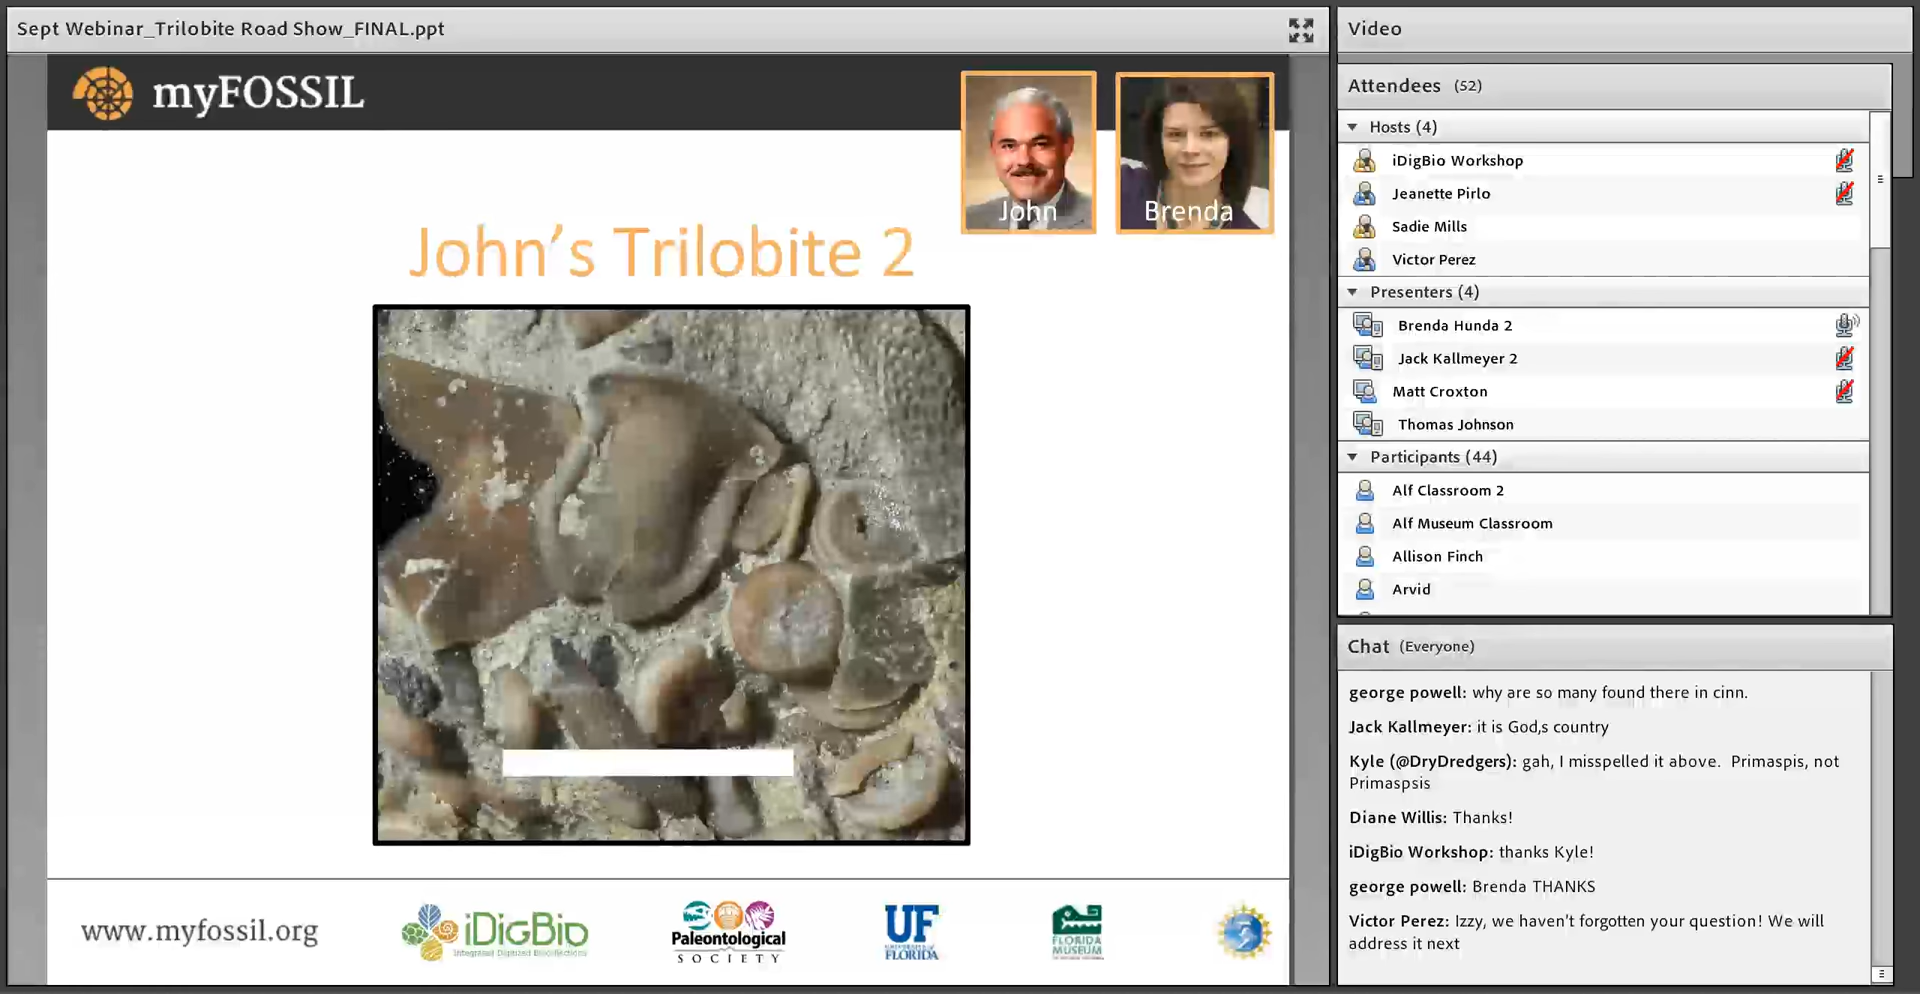 Sept Webinar_Trilobite Road Show_FINAL.ppt
myFOSSIL
John
Brenda
John's Trilobite 2
www.myfossil.org
iDigBio
Integrated Digitized Biocollections
Paleontological
SOCIETY
UF
UNIVERSITY of
FLORIDA
FLORIDA
MUSEUM
Video
Attendees (52)
Hosts (4)
iDigBio Workshop
Jeanette Pirlo
Sadie Mills
Victor Perez
Presenters (4)
Brenda Hunda 2
Jack Kallmeyer 2
Matt Croxton
Thomas Johnson
Participants (44)
Alf Classroom 2
Alf Museum Classroom
Allison Finch
Arvid
Chat (Everyone)
george powell: why are so many found there in cinn.
Jack Kallmeyer: it is God,s country
Kyle (@DryDredgers): gah, I misspelled it above. Primaspis, not
Primaspsis
Diane Willis: Thanks!
iDigBio Workshop: thanks Kyle!
george powell: Brenda THANKS
Victor Perez: Izzy, we haven't forgotten your question! We will
address it next